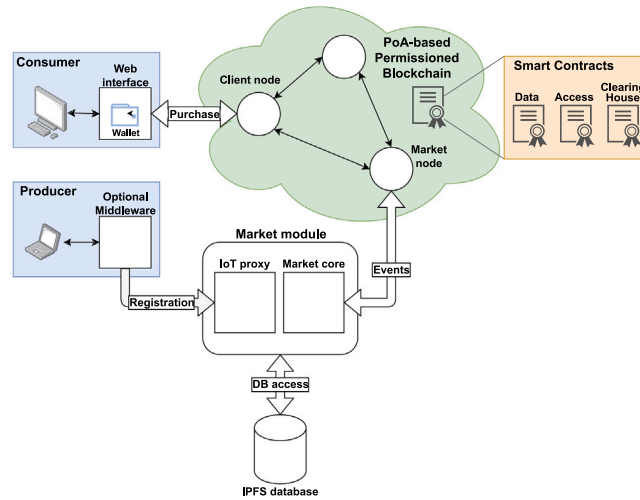 Consumer
Web
interface
Wallet
Purchase
Client node
PoA-based
Permissioned
Blockchain
Market
node
Smart Contracts
Data
Access
Clearing
House
Producer
Optional
Middleware
Registration
Market module
IoT proxy
Market core
Events
DB access
IPFS database